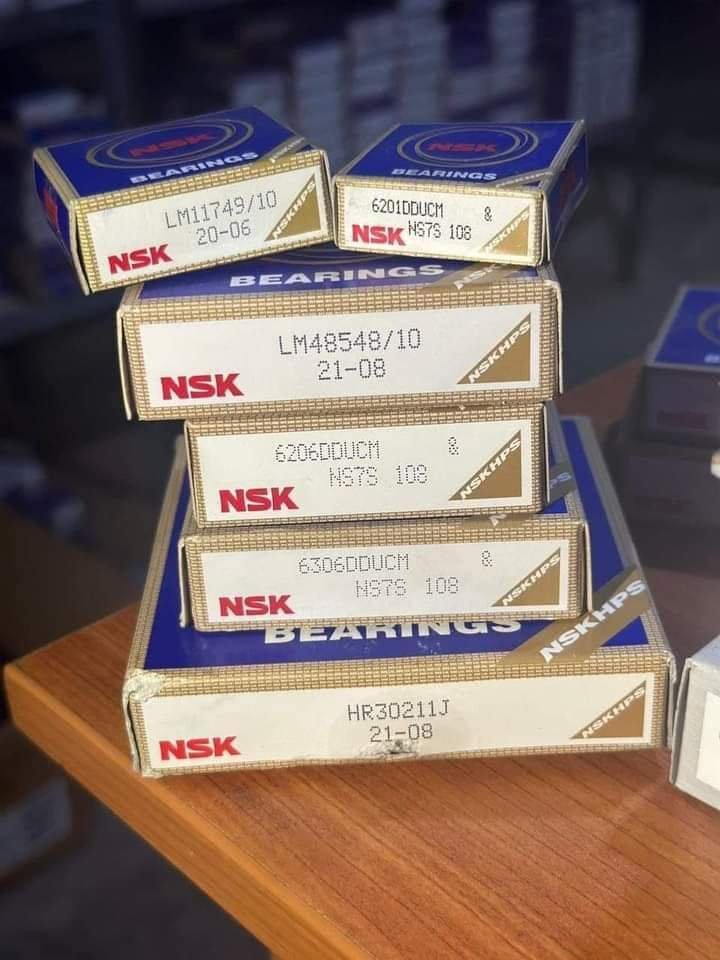 NSK
BEARINGS
NSKHPS
LM11749/10
20-06
NSK
NSKHPS
NSK
BEARINGS
6201DDUCM &
NSK NS7S 108
NSKHPS
BEARINGS
LM48548/10
21-08
NSK
NSKHPS
6206DDUCM &
NS7S 108
NSK
NSKHPS
6306DDUCM &
NS7S 108
NSK
NSKHPS
BEARINGS
NSKHPS
HR30211J
21-08
NSK
NSKHPS